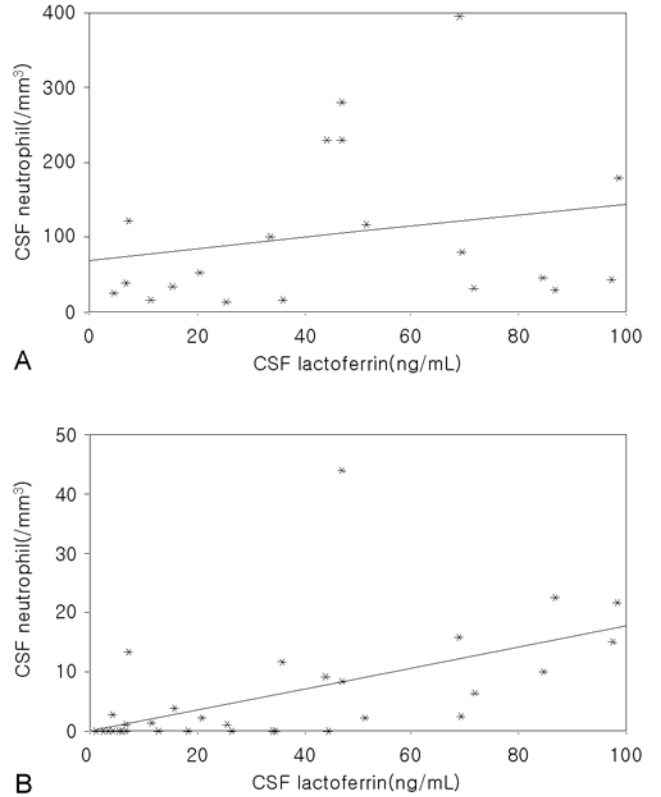 400
300
200
100
0
CSF neutrophil(/mm³)
0 20 40 60 80 100
CSF lactoferrin(ng/mL)
A
50
40
30
20
10
0
CSF neutrophil(/mm³)
0 20 40 60 80 100
CSF lactoferrin(ng/mL)
B